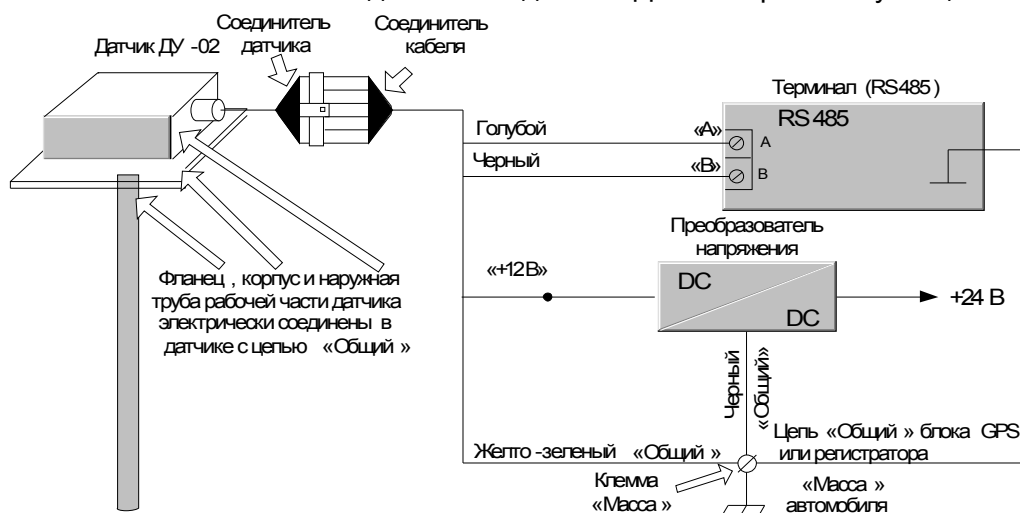 Соединитель
датчика
Соединитель
кабеля
Датчик ДУ -02
Терминал (RS485)
RS 485
Голубой
«А»
A
Черный
«В»
B
Преобразователь
напряжения
«+12В»
DC
DC
+24 В
Фланец , корпус и наружная
труба рабочей части датчика
электрически соединены в
датчике с цепью «Общий »
Черный
«Общий»
Желто -зеленый «Общий »
Цепь «Общий » блока GPS
или регистратора
Клемма
«Масса »
«Масса »
автомобиля